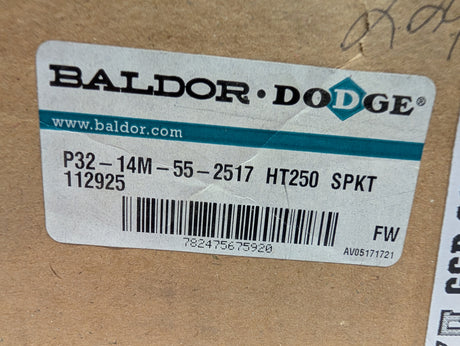 BALDOR · DODGE®
www.baldor.com
P32-14M-55-2517 HT250 SPKT
112925
FW
782475675920
AV05171721